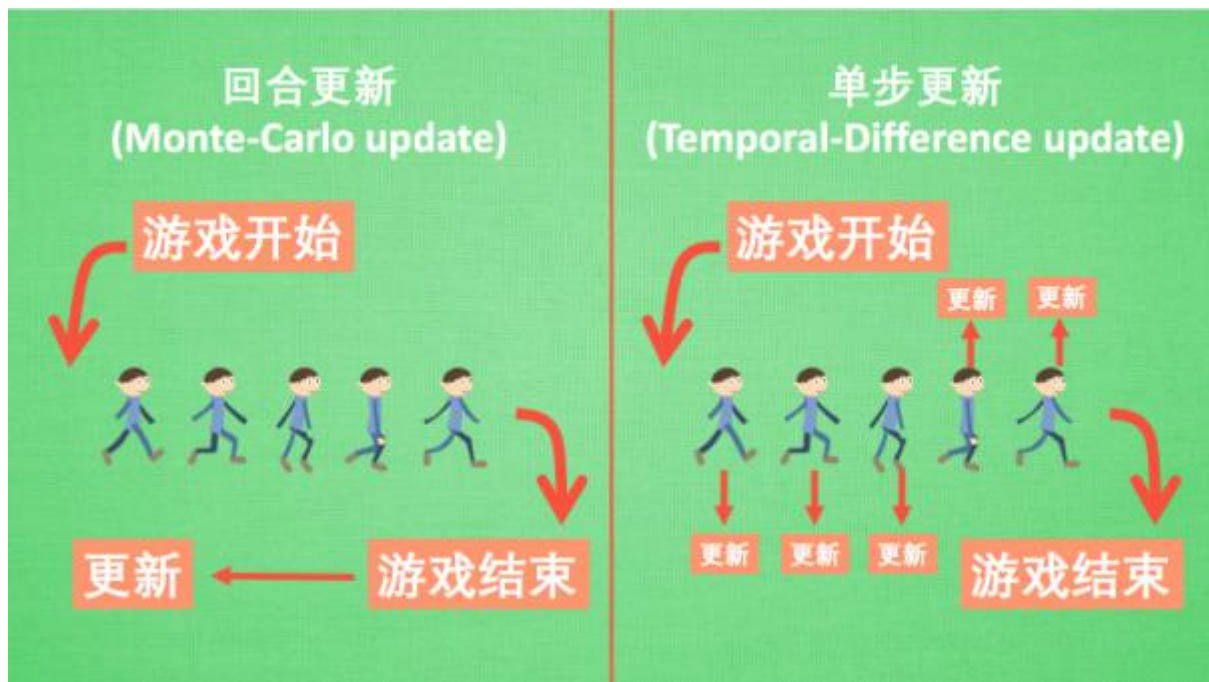 回合更新
(Monte-Carlo update)
游戏开始
更新
游戏结束
单步更新
(Temporal-Difference update)
游戏开始
更新
更新
更新
更新
更新
游戏结束